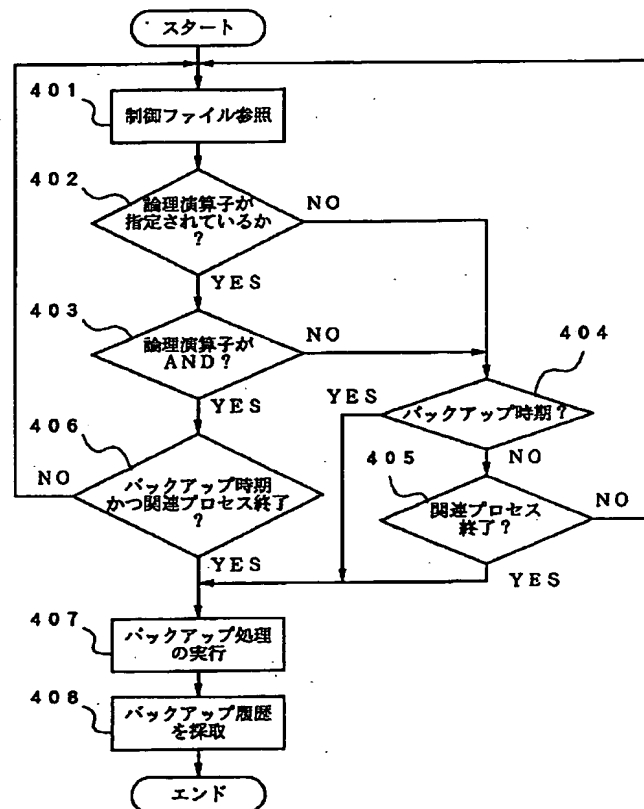 スタート
401
制御ファイル参照
402
論理演算子が
指定されているか
?
NO
YES
403
論理演算子が
AND?
NO
YES
404
バックアップ時期?
YES
NO
405
関連プロセス
終了?
NO
YES
406
バックアップ時期
かつ関連プロセス終了
?
NO
YES
407
バックアップ処理
の実行
408
バックアップ履歴
を採取
エンド